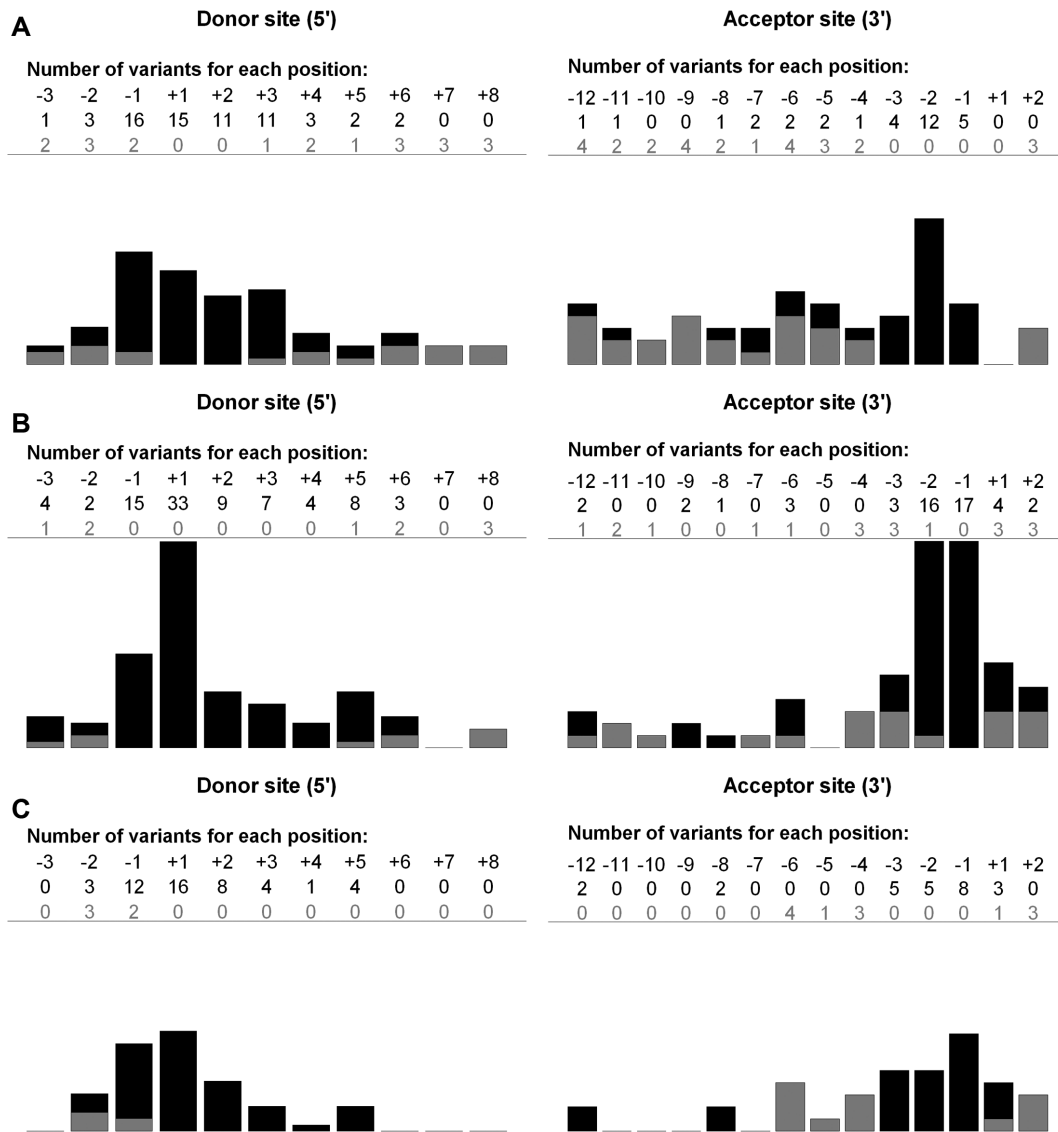 A
Donor site (5')
Number of variants for each position:
-3 -2 -1 +1 +2 +3 +4 +5 +6 +7 +8
1 3 16 15 11 11 3 2 2 0 0
2 3 2 0 0 1 2 1 3 3 3
Acceptor site (3')
Number of variants for each position:
-12 -11 -10 -9 -8 -7 -6 -5 -4 -3 -2 -1 +1 +2
1 1 0 0 1 2 2 2 1 4 12 5 0 0
4 2 2 4 2 1 4 3 2 0 0 0 0 3
B
Donor site (5')
Number of variants for each position:
-3 -2 -1 +1 +2 +3 +4 +5 +6 +7 +8
4 2 15 33 9 7 4 8 3 0 0
1 2 0 0 0 0 0 1 2 0 3
Acceptor site (3')
Number of variants for each position:
-12 -11 -10 -9 -8 -7 -6 -5 -4 -3 -2 -1 +1 +2
2 0 0 2 1 0 3 0 0 3 16 17 4 2
1 2 1 0 0 1 1 0 3 3 1 0 3 3
C
Donor site (5')
Number of variants for each position:
-3 -2 -1 +1 +2 +3 +4 +5 +6 +7 +8
0 3 12 16 8 4 1 4 0 0 0
0 3 2 0 0 0 0 0 0 0 0
Acceptor site (3')
Number of variants for each position:
-12 -11 -10 -9 -8 -7 -6 -5 -4 -3 -2 -1 +1 +2
2 0 0 0 2 0 0 0 0 5 5 8 3 0
0 0 0 0 0 0 4 1 3 0 0 0 1 3